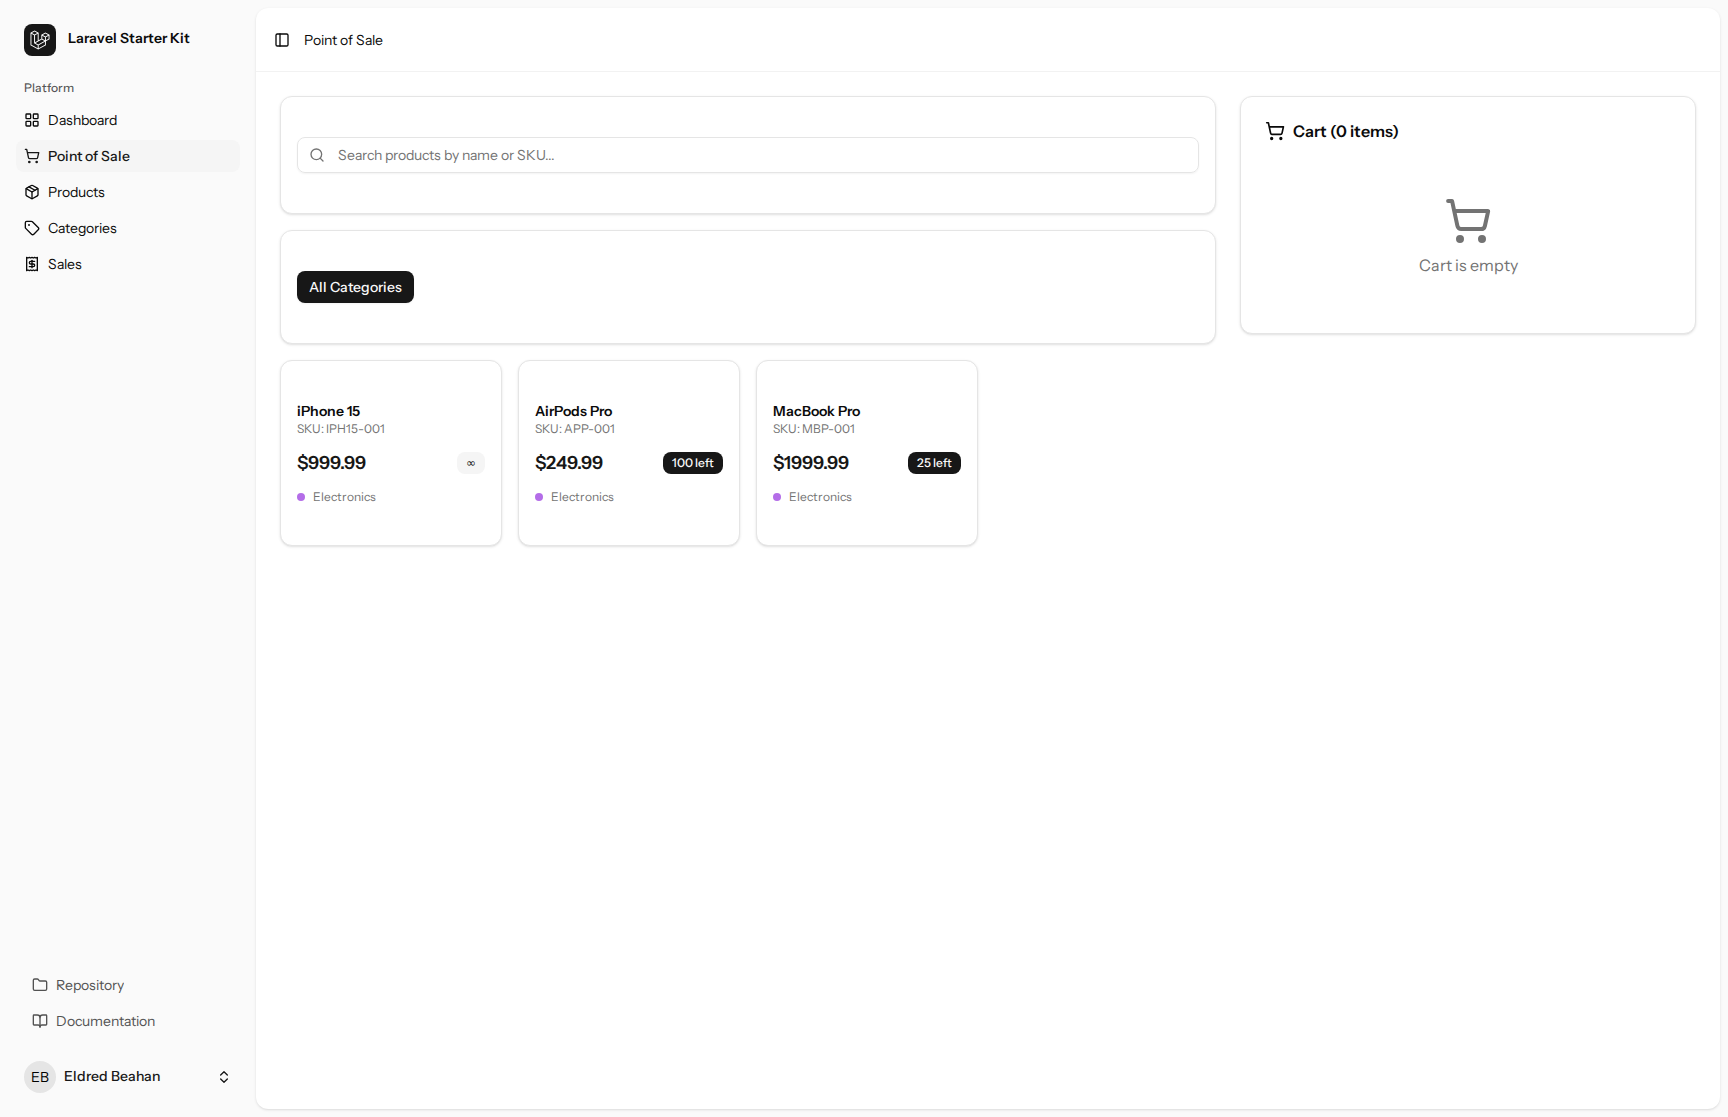 Laravel Starter Kit
Platform
Dashboard
Point of Sale
Products
Categories
Sales
Repository
Documentation
EB
Eldred Beahan
Point of Sale
Search products by name or SKU...
All Categories
iPhone 15
SKU: IPH15-001
$999.99
∞
Electronics
AirPods Pro
SKU: APP-001
$249.99
100 left
Electronics
MacBook Pro
SKU: MBP-001
$1999.99
25 left
Electronics
Cart (0 items)
Cart is empty